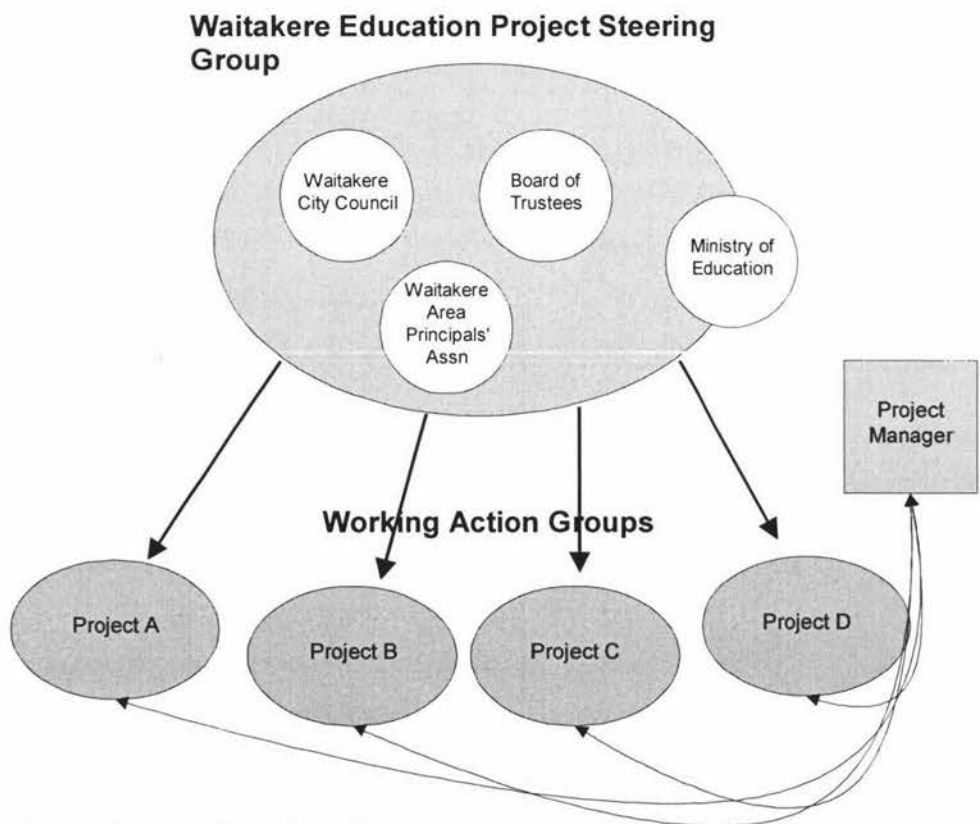 Waitakere Education Project Steering
Group
Waitakere
City Council
Board of
Trustees
Ministry of
Education
Waitakere
Area
Principals'
Assn
Project
Manager
Working Action Groups
Project A
Project B
Project C
Project D